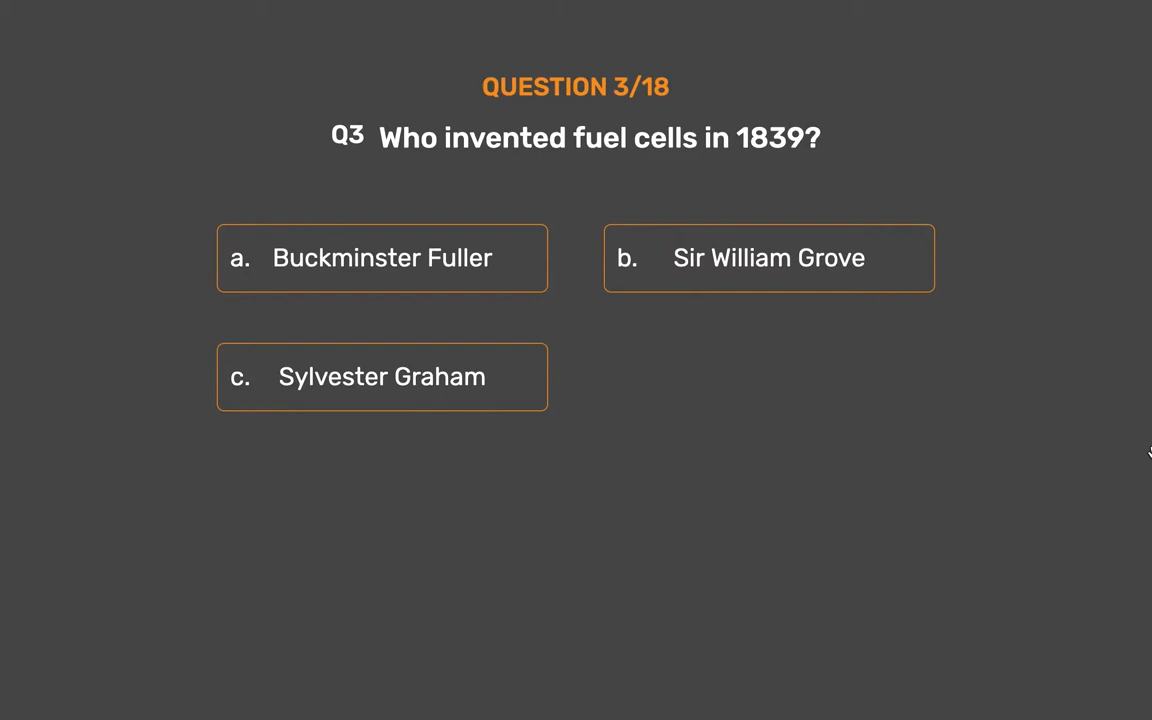 QUESTION 3/18
Q3 Who invented fuel cells in 1839?
a. Buckminster Fuller
b. Sir William Grove
c. Sylvester Graham